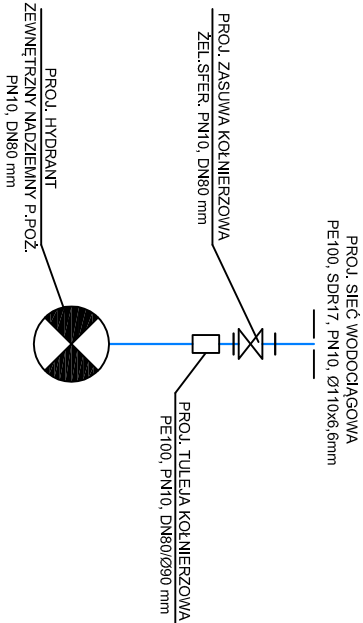 PROJ. SIEĆ WODOCIĄGOWA
PE100, SDR17, PN10, Ø110x6,6mm
PROJ. ZASUWA KOŁNIERZOWA
ŻEL.SFER. PN10, DN80 mm
PROJ. TULEJA KOŁNIERZOWA
PE100, PN10, DN80/Ø90 mm
PROJ. HYDRANT
ZEWNĘTRZNY NADZIEMNY P.POŻ.
PN10, DN80 mm